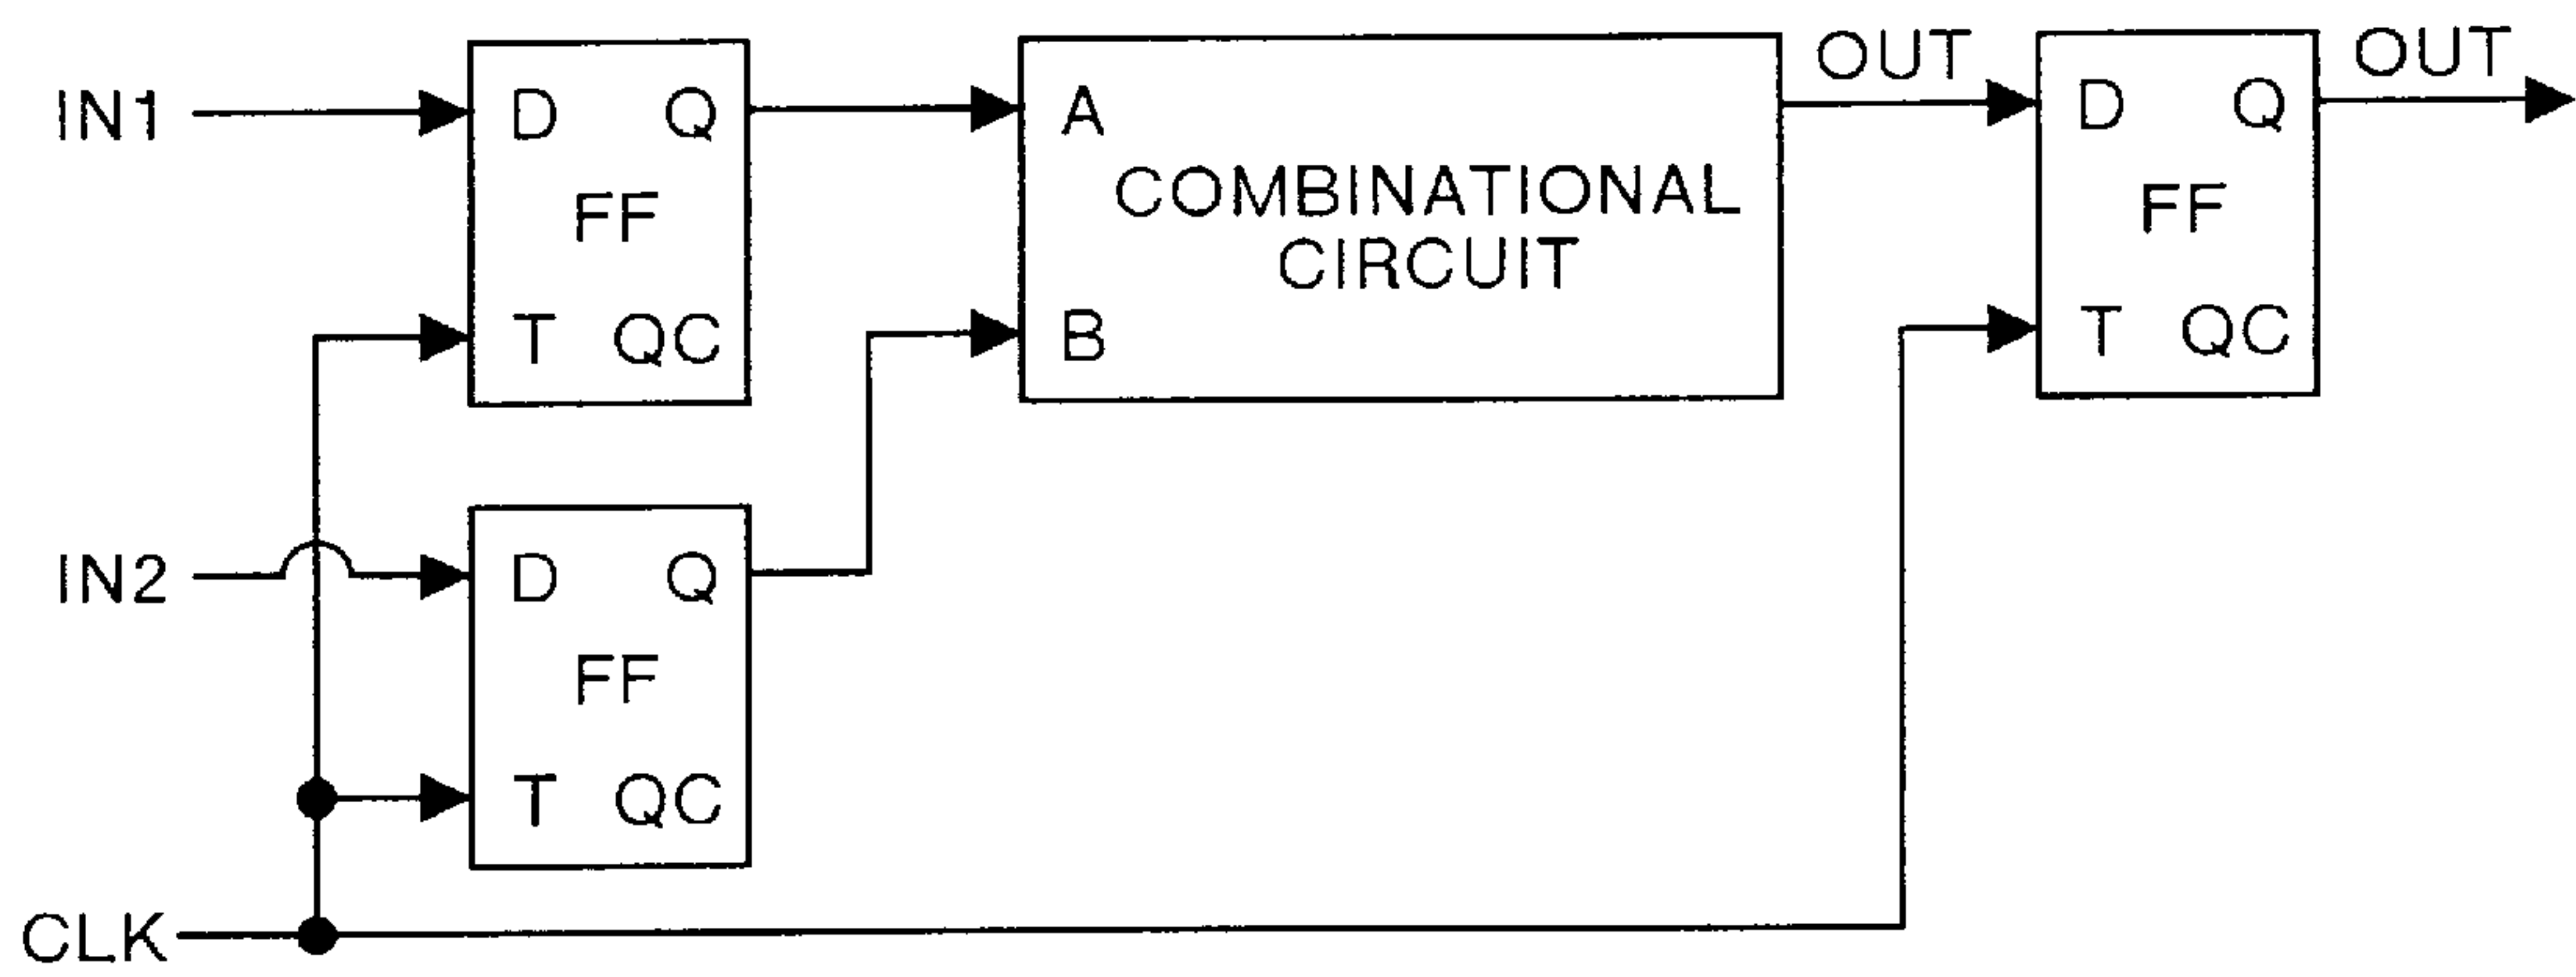 IN1
D Q
FF
T QC
A
COMBINATIONAL
CIRCUIT
B
OUT
D Q
FF
T QC
OUT
IN2
D Q
FF
T QC
CLK